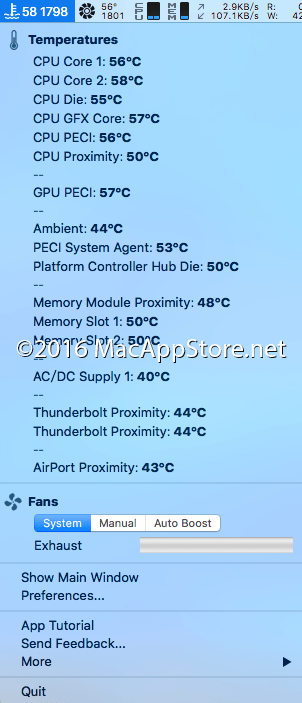 58 1798 56° 1801 CPU MEM 2.9KB/s 107.1KB/s R: W:
Temperatures
CPU Core 1: 56°C
CPU Core 2: 58°C
CPU Die: 55°C
CPU GFX Core: 57°C
CPU PECI: 56°C
CPU Proximity: 50°C
--
GPU PECI: 57°C
--
Ambient: 44°C
PECI System Agent: 53°C
Platform Controller Hub Die: 50°C
--
Memory Module Proximity: 48°C
Memory Slot 1: 50°C
Memory Slot 2: 50°C
©2016 MacAppStore.net
--
AC/DC Supply 1: 40°C
--
Thunderbolt Proximity: 44°C
Thunderbolt Proximity: 44°C
--
AirPort Proximity: 43°C
Fans
System Manual Auto Boost
Exhaust
Show Main Window
Preferences...
App Tutorial
Send Feedback...
More
Quit